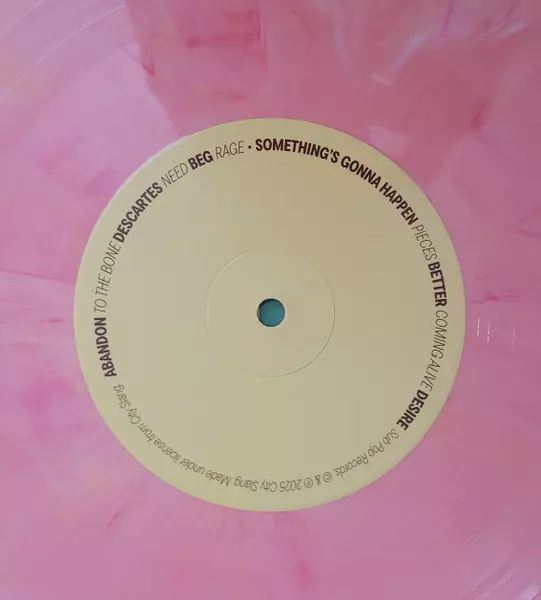 ABANDON TO THE BONE DESCARTES NEED BEG RAGE • SOMETHING'S GONNA HAPPEN PIECES BETTER COMING ALIVE DESIRE
Sub Pop Records © & ℗ 2025 City Slang. Made under license from City Slang